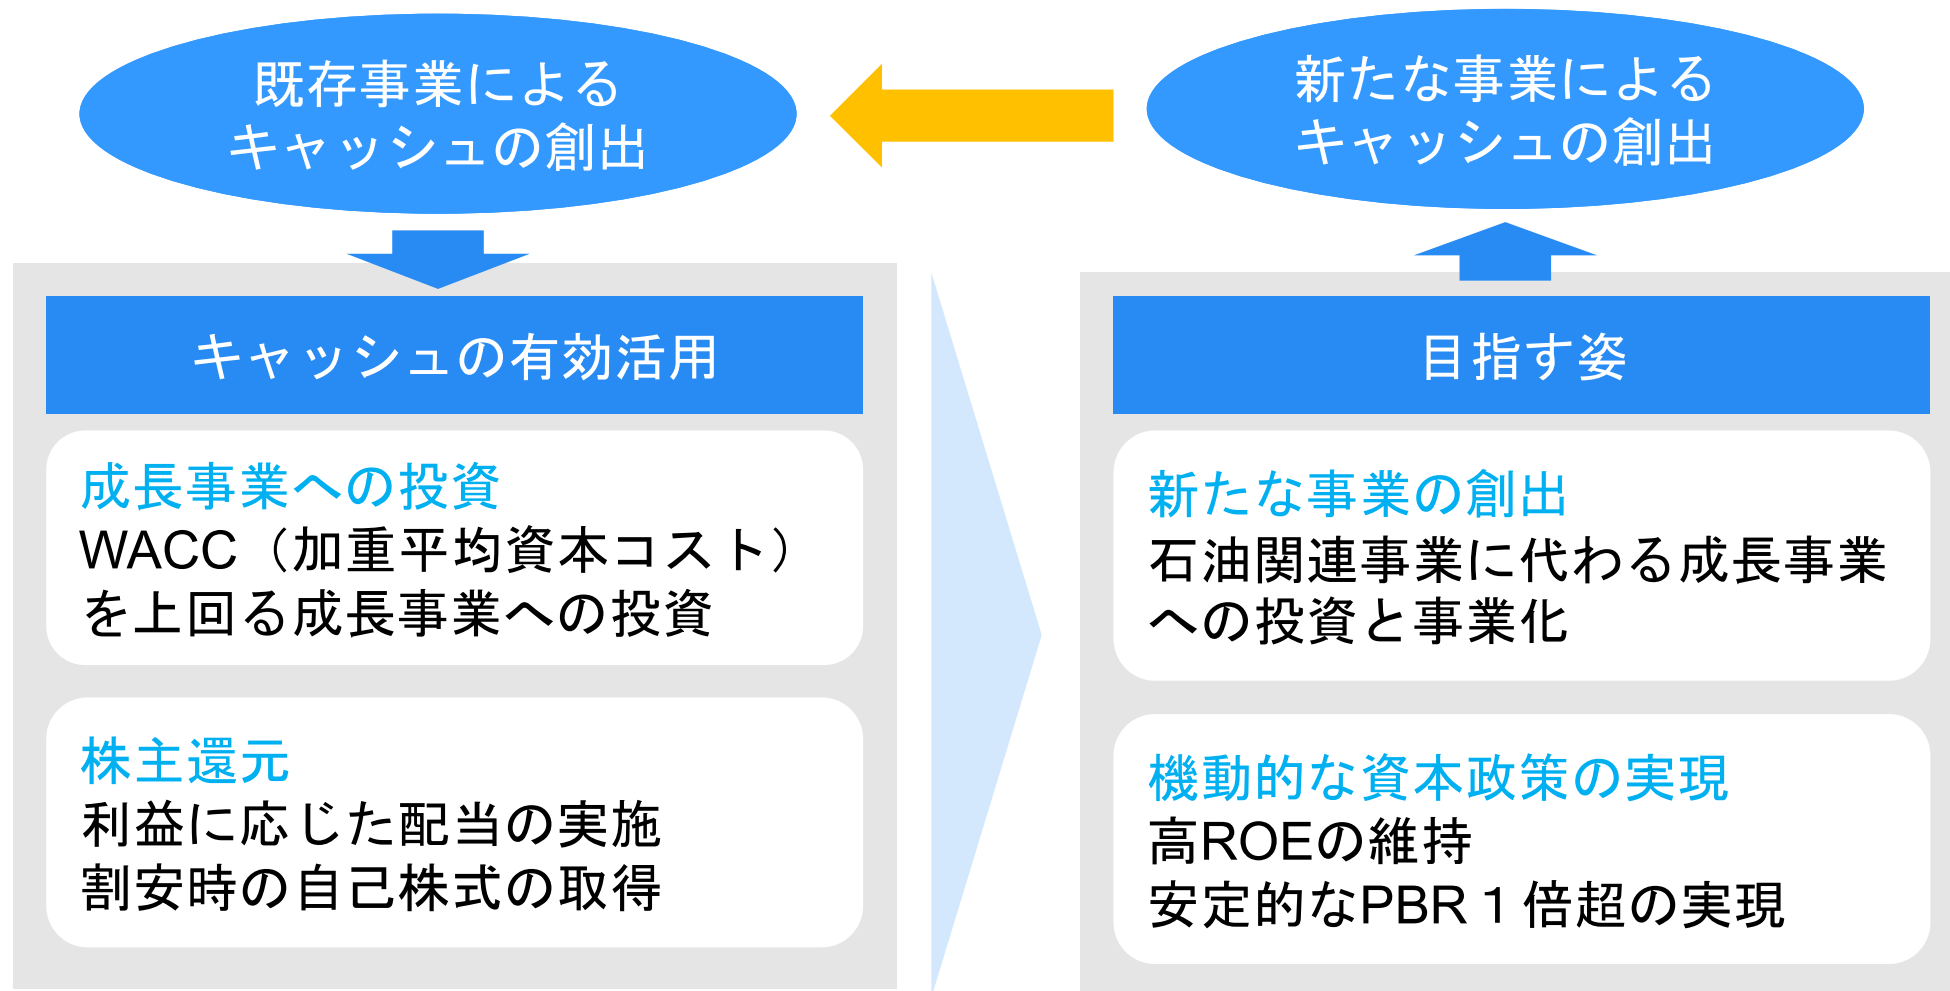 既存事業による
キャッシュの創出
新たな事業による
キャッシュの創出
キャッシュの有効活用
成長事業への投資
WACC（加重平均資本コスト）
を上回る成長事業への投資
株主還元
利益に応じた配当の実施
割安時の自己株式の取得
目指す姿
新たな事業の創出
石油関連事業に代わる成長事業
への投資と事業化
機動的な資本政策の実現
高ROEの維持
安定的なPBR１倍超の実現